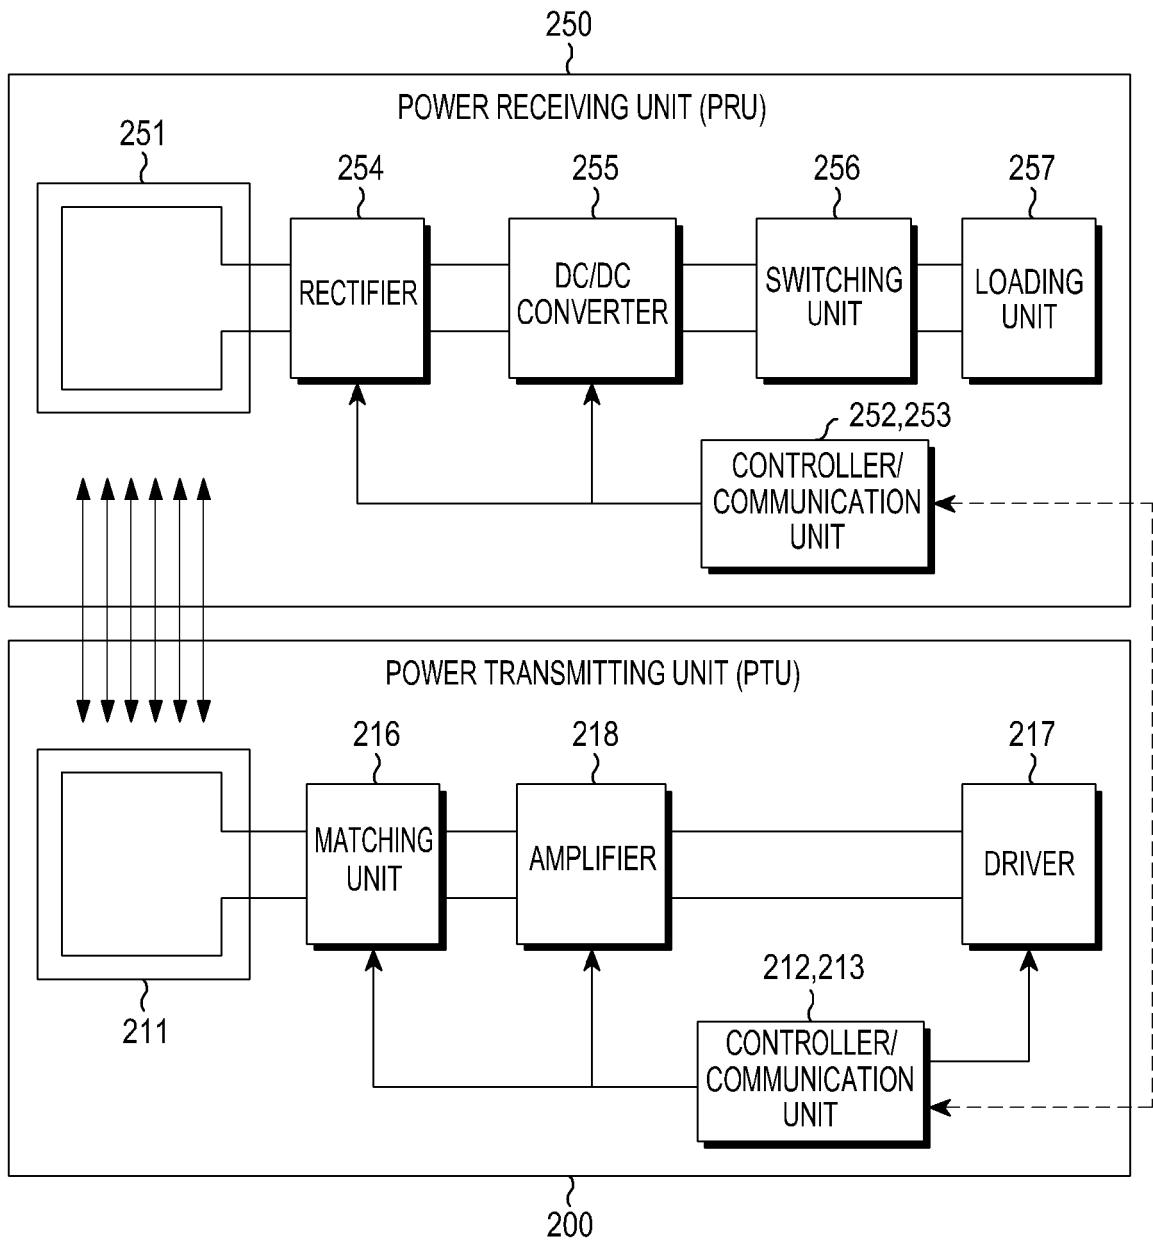 250
POWER RECEIVING UNIT (PRU)
251
254
255
256
257
RECTIFIER
DC/DC
CONVERTER
SWITCHING
UNIT
LOADING
UNIT
252,253
CONTROLLER/
COMMUNICATION
UNIT
POWER TRANSMITTING UNIT (PTU)
216
218
217
MATCHING
UNIT
AMPLIFIER
DRIVER
211
212,213
CONTROLLER/
COMMUNICATION
UNIT
200